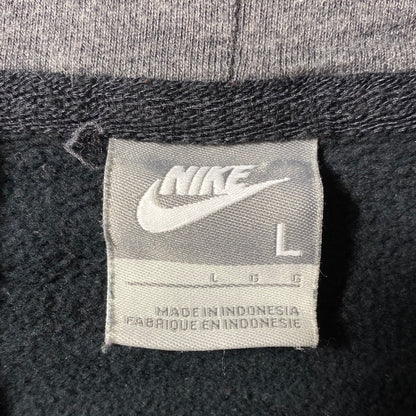 NIKE
L
L G G
MADE IN INDONESIA
FABRIQUE EN INDONESIE